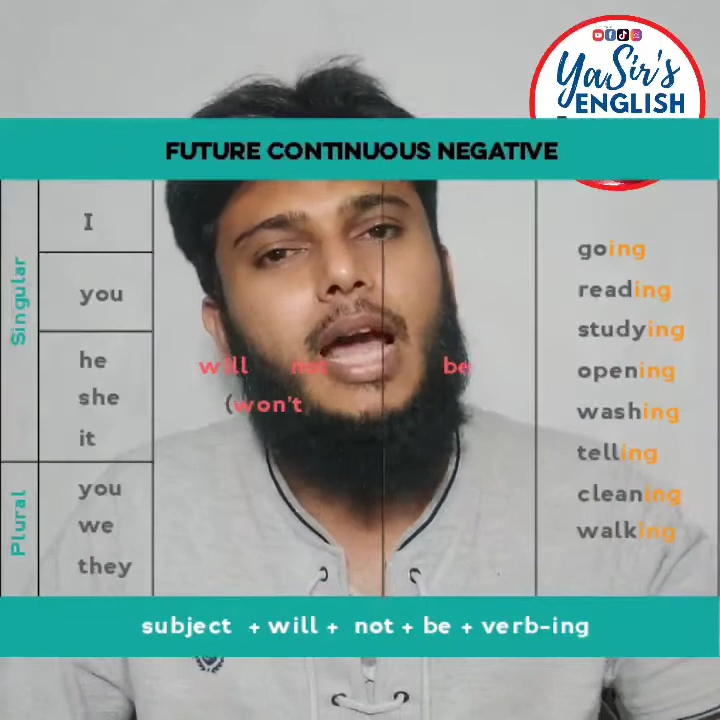 YaSir's
ENGLISH
FUTURE CONTINUOUS NEGATIVE
Singular
I
you
he
she
it
Plural
you
we
they
will not
(won't
be
going
reading
studying
opening
washing
telling
cleaning
walking
subject + will + not + be + verb-ing